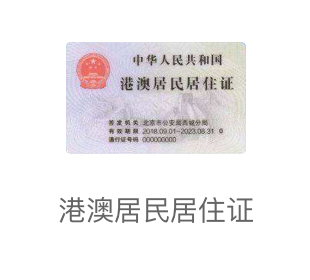 中华人民共和国
港澳居民居住证
签发机关 北京市公安局西城分局
有效期限 2018.09.01-2023.08.31
通行证号码 000000000
港澳居民居住证